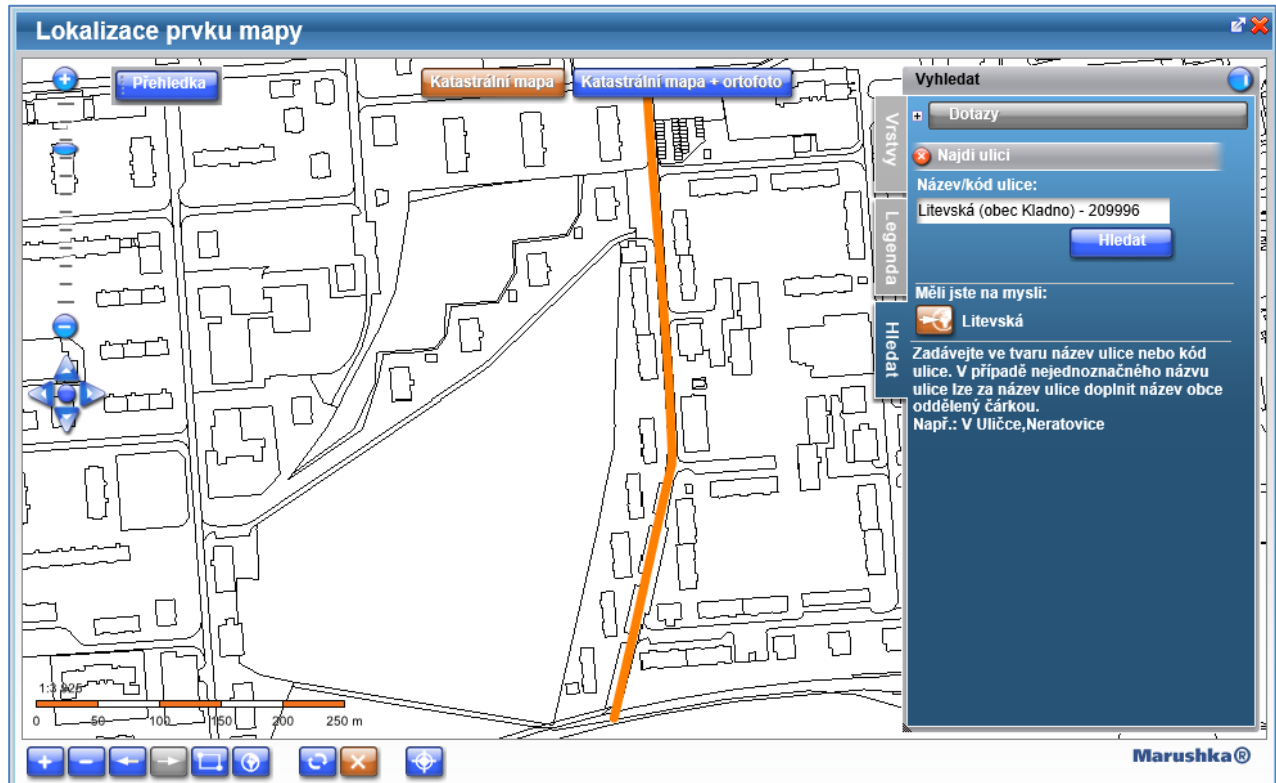 Lokalizace prvku mapy
Přehledka
Katastrální mapa
Katastrální mapa + ortofoto
Vyhledat
Vrstvy
Legenda
Hledat
Dotazy
Najdi ulici
Název/kód ulice:
Litevská (obec Kladno) - 209996
Hledat
Měli jste na mysli:
Litevská
Zadávejte ve tvaru název ulice nebo kód
ulice. V případě nejednoznačného názvu
ulice lze za název ulice doplnit název obce
oddělený čárkou.
Např.: V Uličce,Neratovice
0 50 100 150 200 250 m
Marushka®